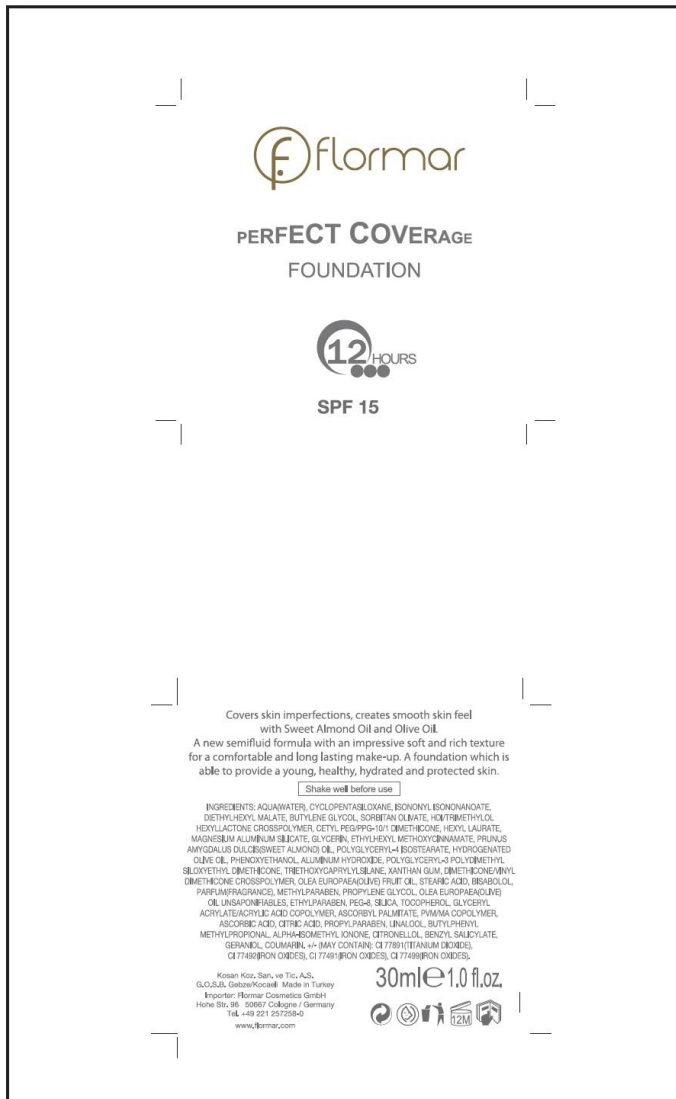 flormar
PERFECT COVERAGE
FOUNDATION
12 HOURS
SPF 15
Covers skin imperfections, creates smooth skin feel
with Sweet Almond Oil and Olive Oil.
A new semifluid formula with an impressive soft and rich texture
for a comfortable and long lasting make-up. A foundation which is
able to provide a young, healthy, hydrated and protected skin.
Shake well before use
INGREDIENTS: AQUA(WATER), CYCLOPENTASILOXANE, ISONONYL ISONONANOATE,
DIETHYLHEXYL MALATE, BUTYLENE GLYCOL, SORBITAN OLIVATE, HDI/TRIMETHYLOL
HEXYLLACTONE CROSSPOLYMER, CETYL PEG/PPG-10/1 DIMETHICONE, HEXYL LAURATE,
MAGNESIUM ALUMINUM SILICATE, GLYCERIN, ETHYLHEXYL METHOXYCINNAMATE, PRUNUS
AMYGDALUS DULCIS(SWEET ALMOND) OIL, POLYGLYCERYL-4 ISOSTEARATE, HYDROGENATED
OLIVE OIL, PHENOXYETHANOL, ALUMINUM HYDROXIDE, POLYGLYCERYL-3 POLYDIMETHYL
SILOXYETHYL DIMETHICONE, TRIETHOXYCAPRYLYLSILANE, XANTHAN GUM, DIMETHICONE/VINYL
DIMETHICONE CROSSPOLYMER, OLEA EUROPAEA(OLIVE) FRUIT OIL, STEARIC ACID, BISABOLOL,
PARFUM(FRAGRANCE), METHYLPARABEN, PROPYLENE GLYCOL, OLEA EUROPAEA(OLIVE)
OIL UNSAPONIFIABLES, ETHYLPARABEN, PEG-8, SILICA, TOCOPHEROL, GLYCERYL
ACRYLATE/ACRYLIC ACID COPOLYMER, ASCORBYL PALMITATE, PVM/MA COPOLYMER,
ASCORBIC ACID, CITRIC ACID, PROPYLPARABEN, LINALOOL, BUTYLPHENYL
METHYLPROPIONAL, ALPHA-ISOMETHYL IONONE, CITRONELLOL, BENZYL SALICYLATE,
GERANIOL, COUMARIN. +/- (MAY CONTAIN): CI 77891(TITANIUM DIOXIDE),
CI 77492(IRON OXIDES), CI 77491(IRON OXIDES), CI 77499(IRON OXIDES).
Kosan Koz. San. ve Tic. A.S.
G.O.S.B. Gebze/Kocaeli Made in Turkey
Importer: Flormar Cosmetics GmbH
Hohe Str. 96 50667 Cologne / Germany
Tel. +49 221 257258-0
www.flormar.com
30ml e 1.0 fl.oz.
12M